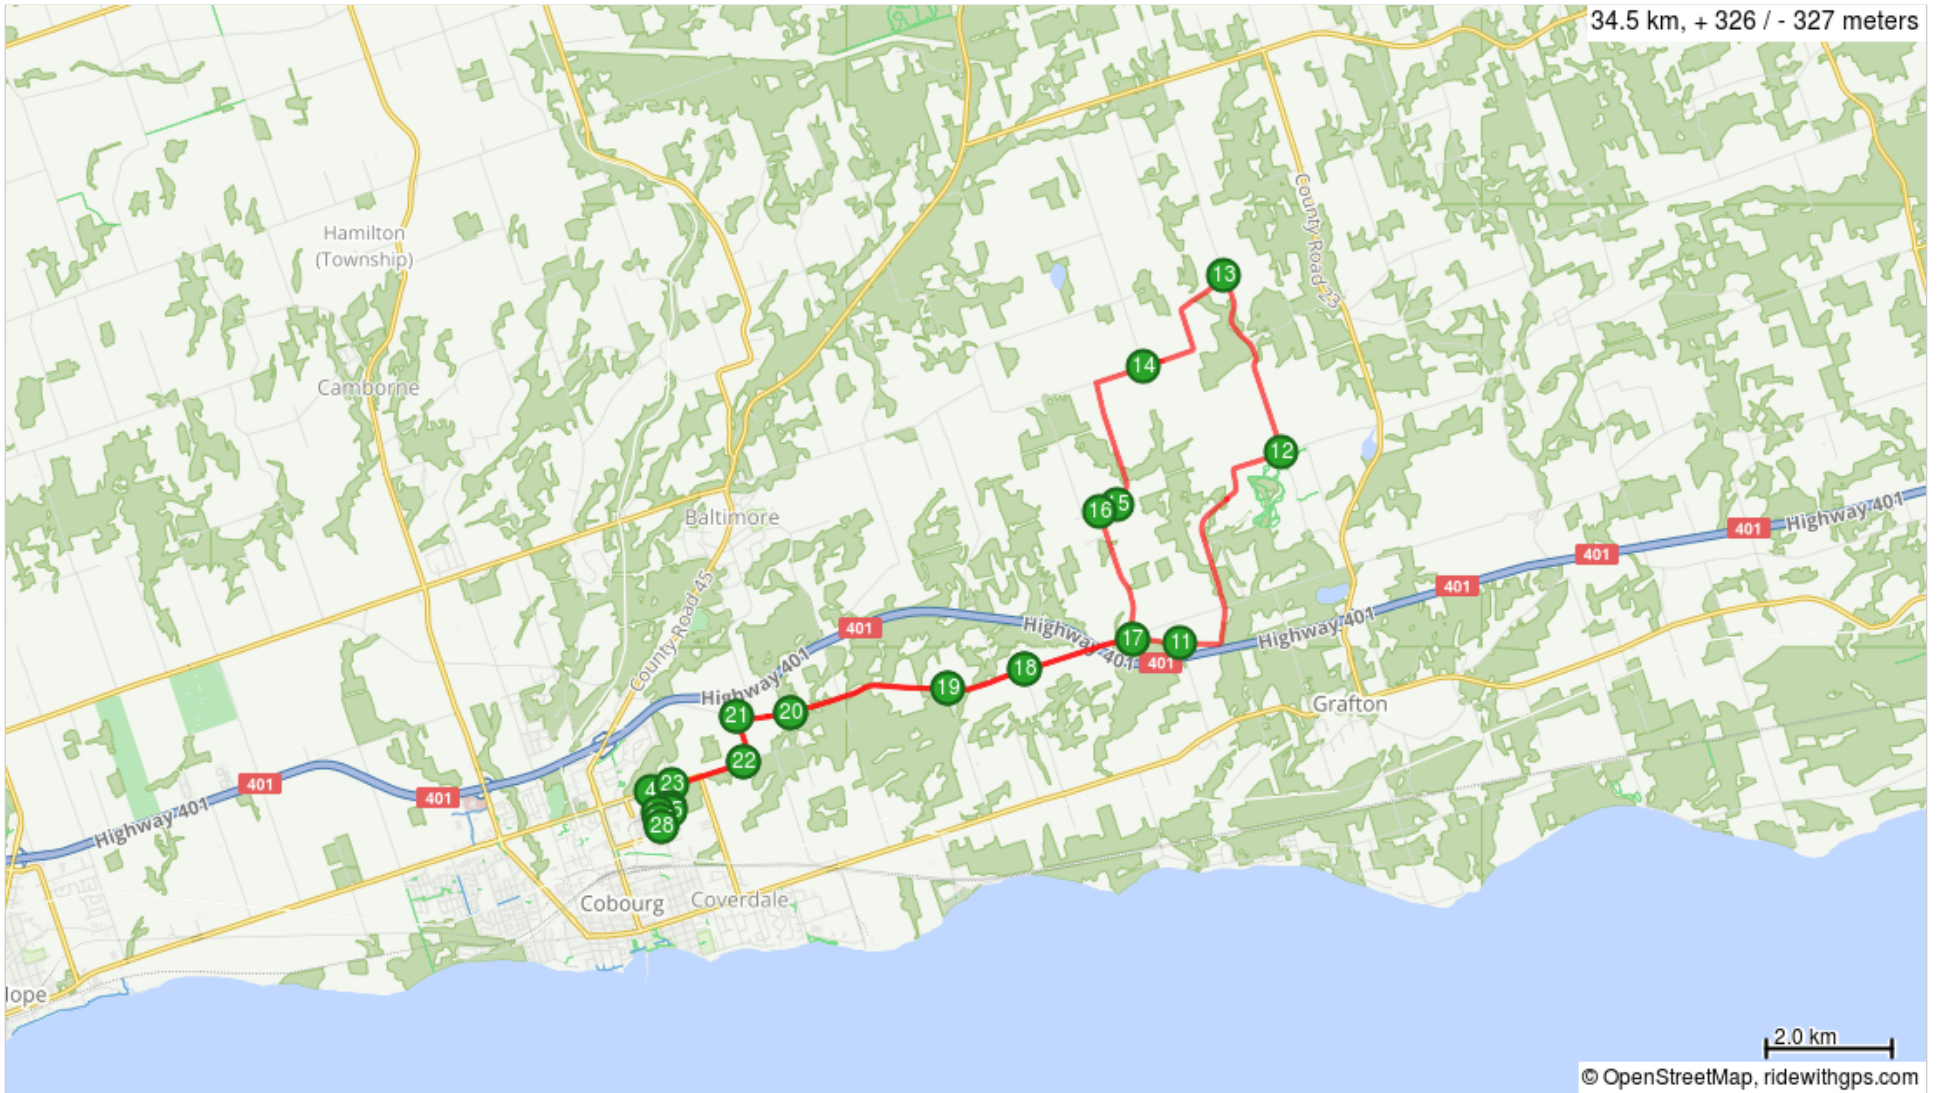 34.5 km, + 326 / - 327 meters
Hamilton
(Township)
County Road 23
13
14
Camborne
12
15
16
Highway 401
401
401
Baltimore
401
County Road 45
401
Highway 401
Highway 401
17
11
401
18
19
Highway 401
Grafton
20
21
22
23
4
5
28
401
401
Highway 401
Cobourg
Coverdale
lope
2.0 km
© OpenStreetMap, ridewithgps.com